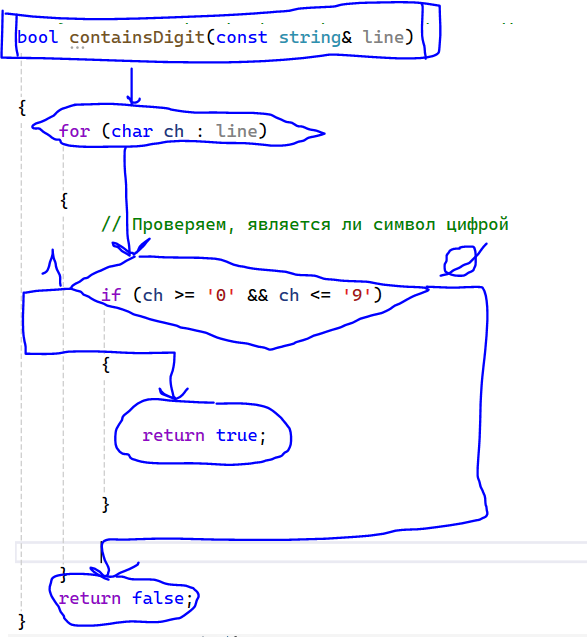 bool containsDigit(const string& line)
{
for (char ch : line)
{
// Проверяем, является ли символ цифрой
if (ch >= '0' && ch <= '9')
{
return true;
}
}
return false;
}